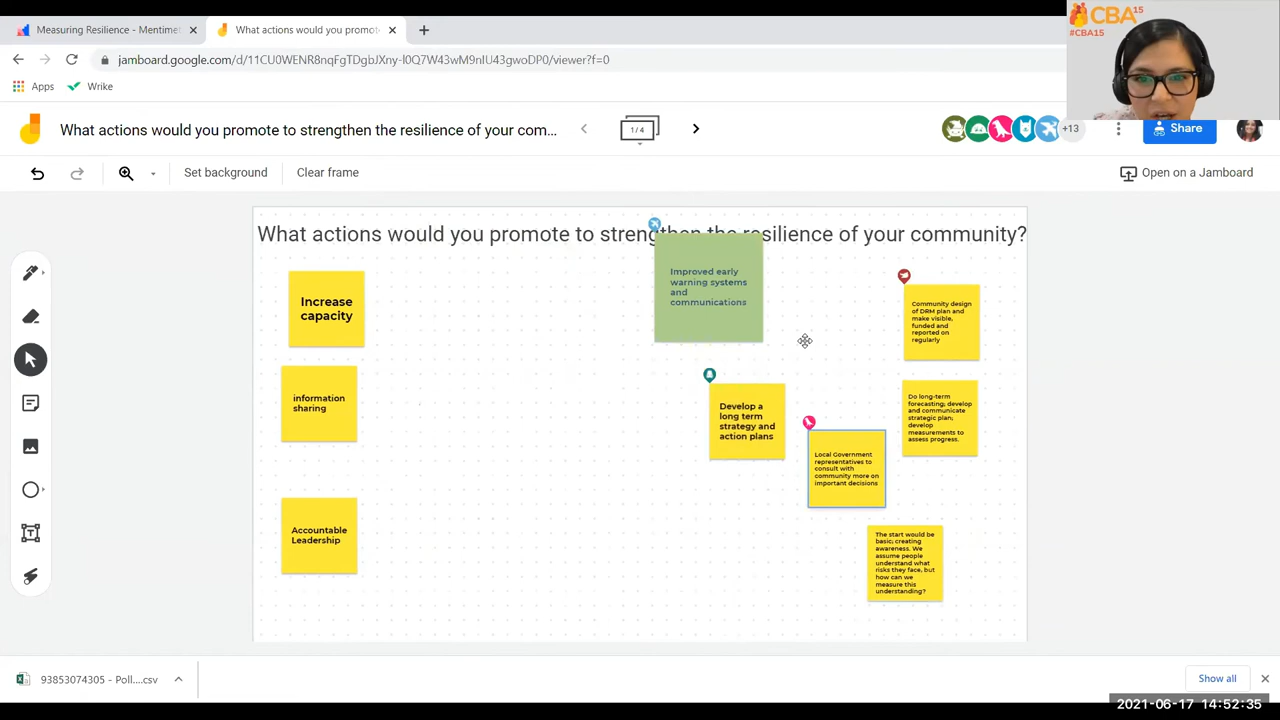 Measuring Resilience - Mentime
What actions would you promo
CBA15
#CBA15
jamboard.google.com/d/11CU0WENR8nqFgTDgbJXny-I0Q7W43wM9nIU43gwoDP0/viewer?f=0
Apps
Wrike
What actions would you promote to strengthen the resilience of your com...
1/4
+13
Share
Set background
Clear frame
Open on a Jamboard
What actions would you promote to strengthen the resilience of your community?
Increase
capacity
information
sharing
Accountable
Leadership
Improved early
warning systems
and
communications
Develop a
long term
strategy and
action plans
Local Government
representatives to
consult with
community more on
important decisions
Community design
of DRM plan and
make visible,
funded and
reported on
regularly
Do long-term
forecasting; develop
and communicate
strategic plan;
develop
measurements to
assess progress.
The start would be
basic; creating
awareness. We
assume people
understand what
risks they face, but
how can we
measure this
understanding?
93853074305 - Poll....csv
Show all
2021-06-17 14:52:35